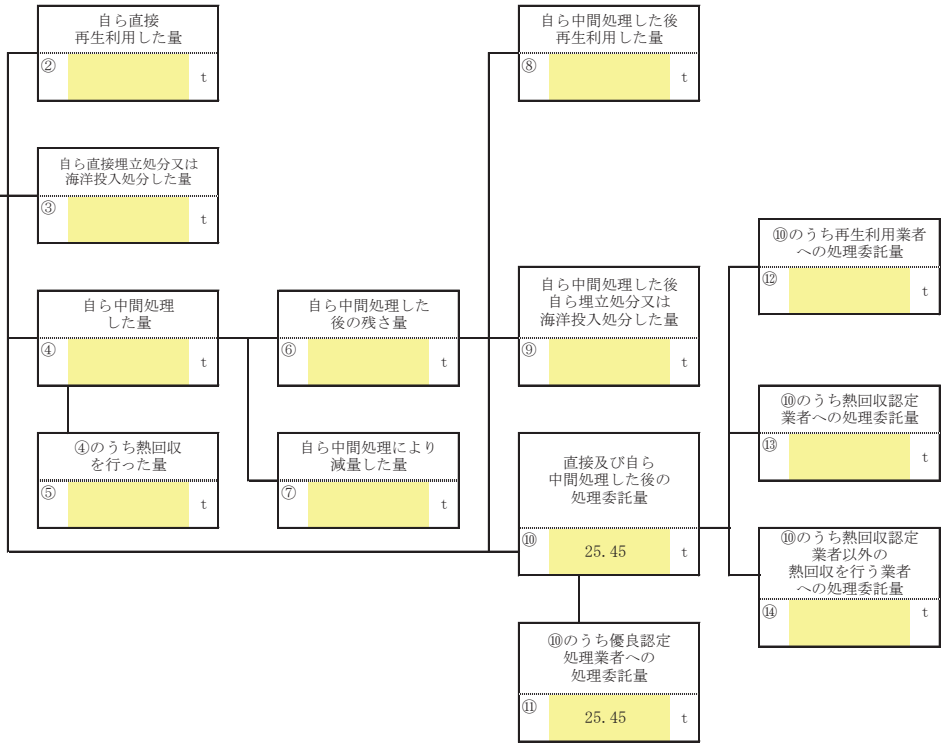 自ら直接
再生利用した量
② t
自ら直接埋立処分又は
海洋投入処分した量
③ t
自ら中間処理
した量
④ t
④のうち熱回収
を行った量
⑤ t
自ら中間処理した
後の残さ量
⑥ t
自ら中間処理により
減量した量
⑦ t
自ら中間処理した後
再生利用した量
⑧ t
自ら中間処理した後
自ら埋立処分又は
海洋投入処分した量
⑨ t
直接及び自ら
中間処理した後の
処理委託量
⑩ 25.45 t
⑩のうち優良認定
処理業者への
処理委託量
⑪ 25.45 t
⑩のうち再生利用業者
への処理委託量
⑫ t
⑩のうち熱回収認定
業者への処理委託量
⑬ t
⑩のうち熱回収認定
業者以外の
熱回収を行う業者
への処理委託量
⑭ t